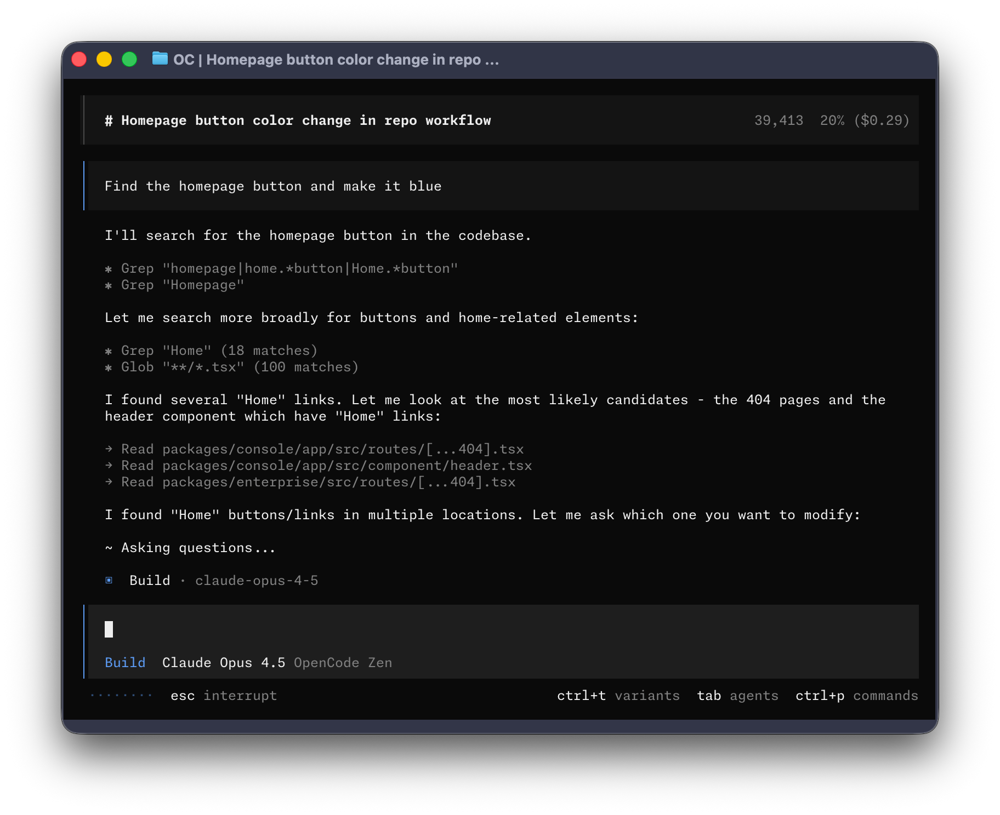 OC | Homepage button color change in repo ...
# Homepage button color change in repo workflow 39,413 20% ($0.29)
Find the homepage button and make it blue
I'll search for the homepage button in the codebase.
✱ Grep "homepage|home.*button|Home.*button"
✱ Grep "Homepage"
Let me search more broadly for buttons and home-related elements:
✱ Grep "Home" (18 matches)
✱ Glob "**/*.tsx" (100 matches)
I found several "Home" links. Let me look at the most likely candidates - the 404 pages and the
header component which have "Home" links:
→ Read packages/console/app/src/routes/[...404].tsx
→ Read packages/console/app/src/component/header.tsx
→ Read packages/enterprise/src/routes/[...404].tsx
I found "Home" buttons/links in multiple locations. Let me ask which one you want to modify:
~ Asking questions...
▣ Build · claude-opus-4-5
Build Claude Opus 4.5 OpenCode Zen
esc interrupt ctrl+t variants tab agents ctrl+p commands